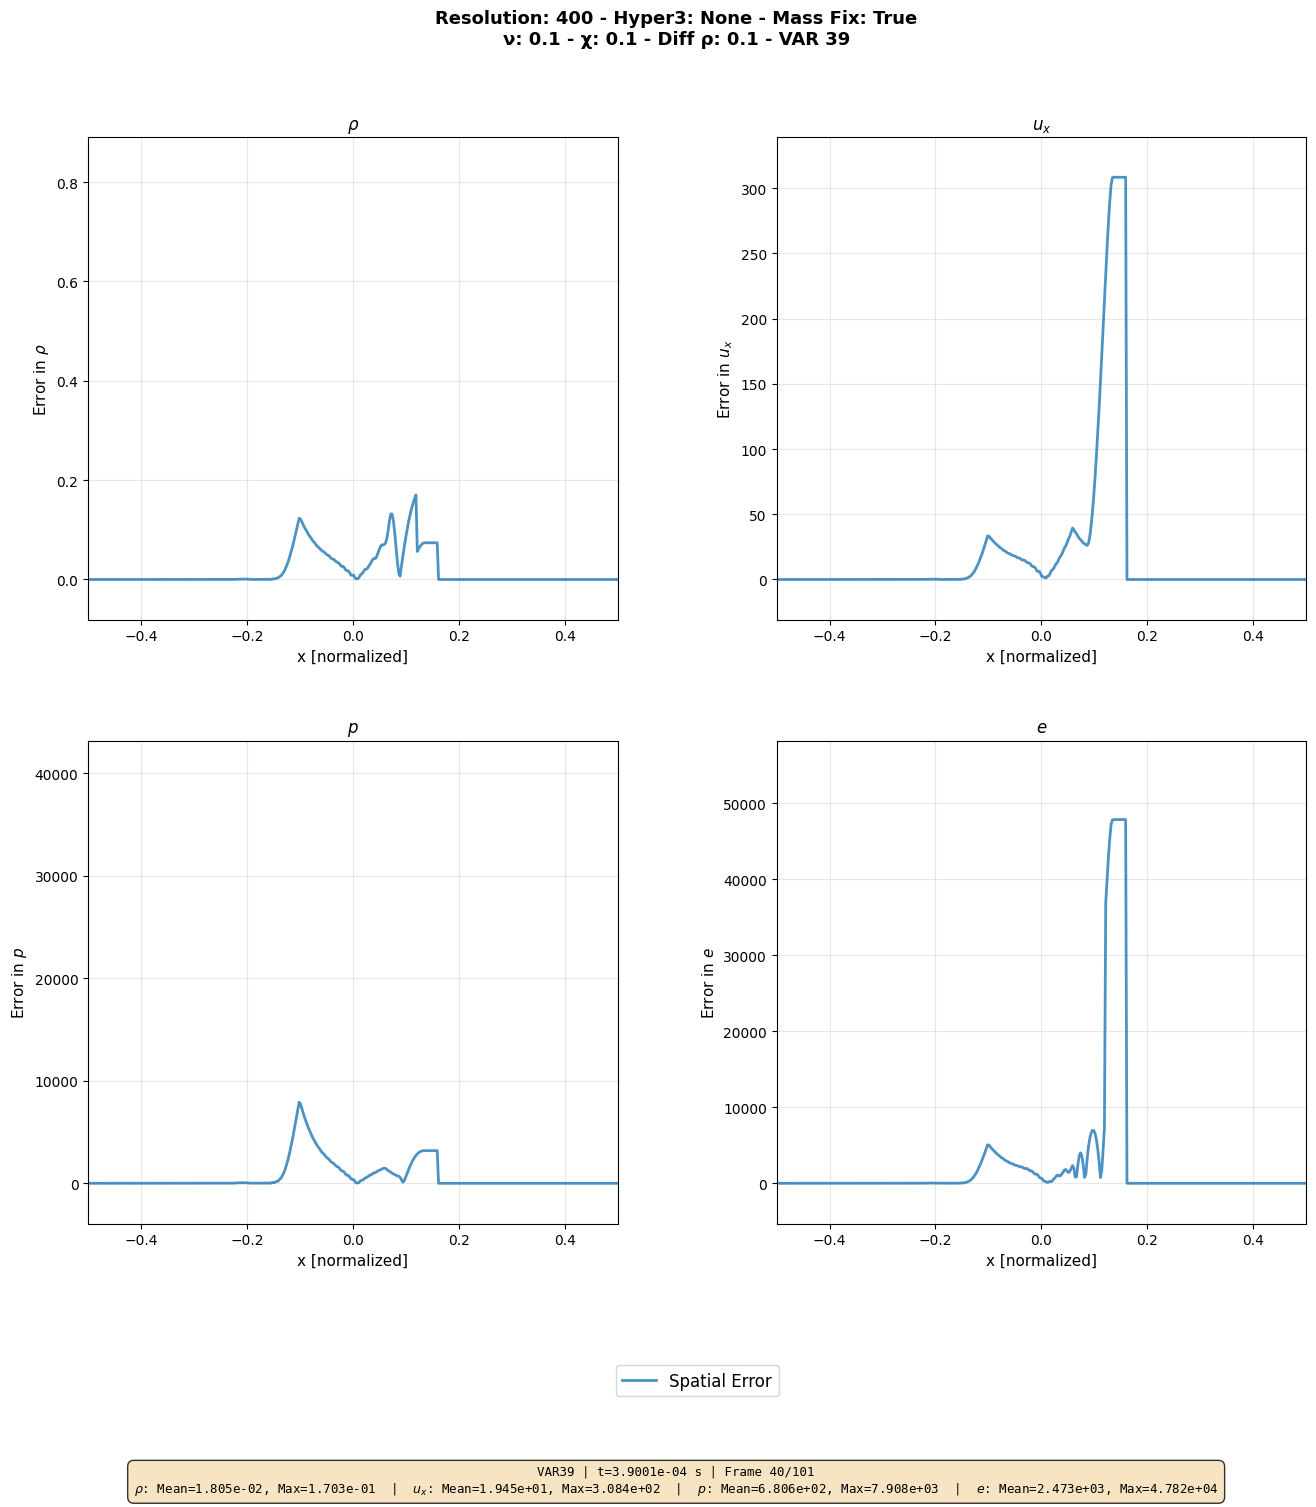 Resolution: 400 - Hyper3: None - Mass Fix: True
ν: 0.1 - χ: 0.1 - Diff ρ: 0.1 - VAR 39
ρ
0.8
0.6
0.4
0.2
0.0
Error in ρ
−0.4 −0.2 0.0 0.2 0.4
x [normalized]
u_x
300
250
200
150
100
50
0
Error in u_x
−0.4 −0.2 0.0 0.2 0.4
x [normalized]
p
40000
30000
20000
10000
0
Error in p
−0.4 −0.2 0.0 0.2 0.4
x [normalized]
e
50000
40000
30000
20000
10000
0
Error in e
−0.4 −0.2 0.0 0.2 0.4
x [normalized]
Spatial Error
VAR39 | t=3.9001e-04 s | Frame 40/101
ρ: Mean=1.805e-02, Max=1.703e-01 | u_x: Mean=1.945e+01, Max=3.084e+02 | p: Mean=6.806e+02, Max=7.908e+03 | e: Mean=2.473e+03, Max=4.782e+04